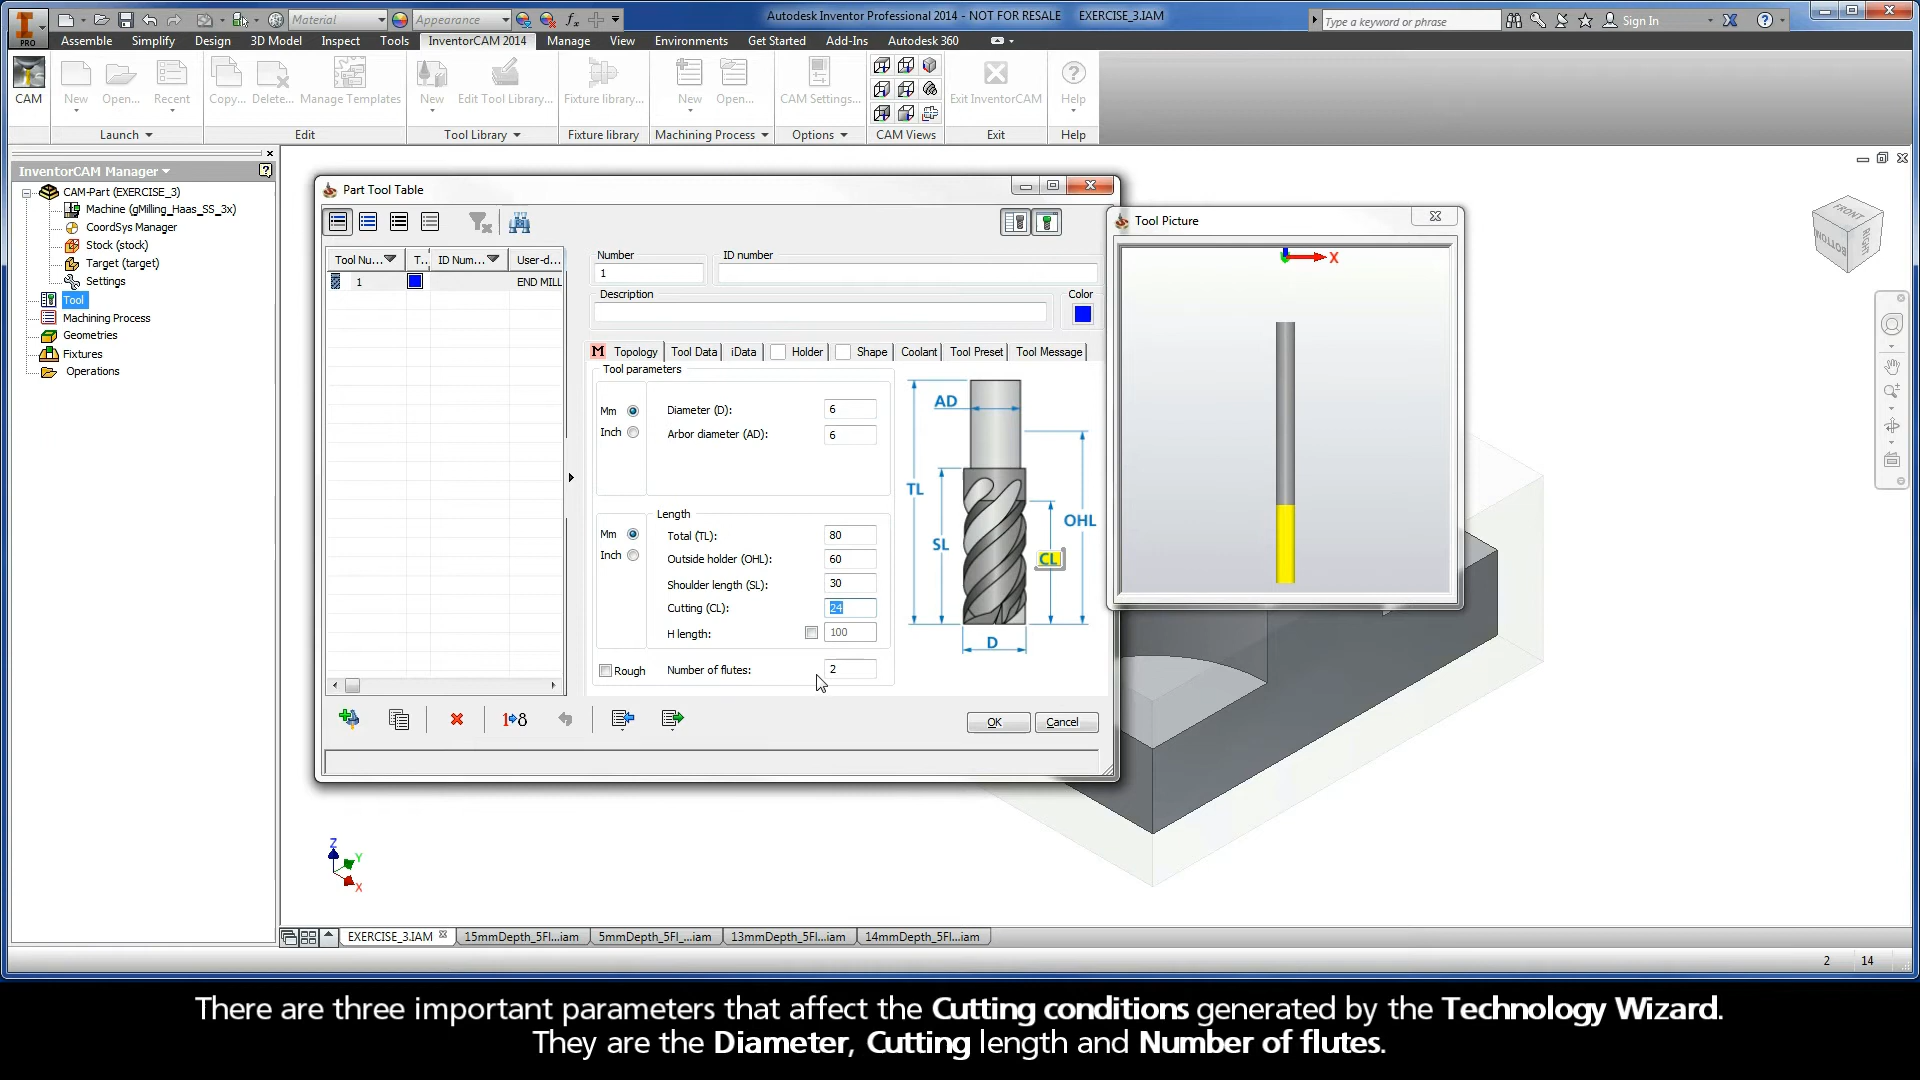 Material
Appearance
Autodesk Inventor Professional 2014 - NOT FOR RESALE EXERCISE_3.IAM
Type a keyword or phrase
Sign In
PRO
Assemble Simplify Design 3D Model Inspect Tools InventorCAM 2014 Manage View Environments Get Started Add-Ins Autodesk 360
CAM New Open... Recent Copy... Delete... Manage Templates New Edit Tool Library... Fixture library... New Open... CAM Settings... Exit InventorCAM Help
Launch Edit Tool Library Fixture library Machining Process Options CAM Views Exit Help
InventorCAM Manager
CAM-Part (EXERCISE_3)
Machine (gMilling_Haas_SS_3x)
CoordSys Manager
Stock (stock)
Target (target)
Settings
Tool
Machining Process
Geometries
Fixtures
Operations
Part Tool Table
Tool Nu... T.. ID Num... User-d...
1 END MILL
Number
1
ID number
Description
Color
M Topology Tool Data iData Holder Shape Coolant Tool Preset Tool Message
Tool parameters
Mm
Inch
Diameter (D): 6
Arbor diameter (AD): 6
Length
Mm
Inch
Total (TL): 80
Outside holder (OHL): 60
Shoulder length (SL): 30
Cutting (CL): 24
H length: 100
Rough Number of flutes: 2
AD
TL
SL
CL
OHL
D
1 8
OK Cancel
Tool Picture
X
FRONT
RIGHT
BOTTOM
Z
Y
X
EXERCISE_3.IAM 15mmDepth_5Fl...iam 5mmDepth_5Fl_...iam 13mmDepth_5Fl...iam 14mmDepth_5Fl...iam
2 14
There are three important parameters that affect the Cutting conditions generated by the Technology Wizard.
They are the Diameter, Cutting length and Number of flutes.